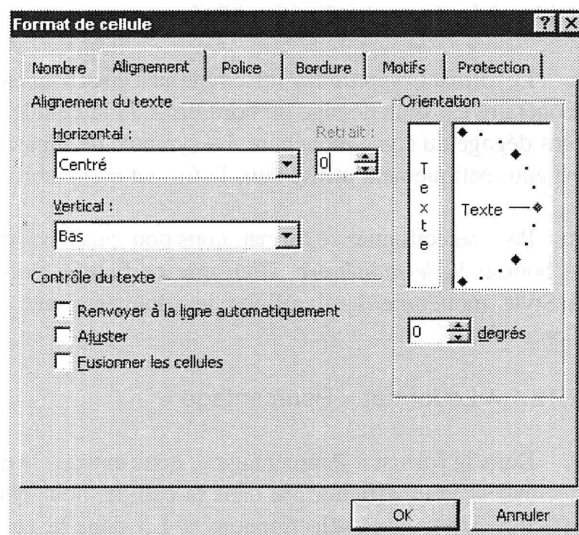 Format de cellule ? X
Nombre Alignement Police Bordure Motifs Protection
Alignement du texte
Horizontal : Retrait :
Centré 0
Vertical :
Bas
Contrôle du texte
Renvoyer à la ligne automatiquement
Ajuster
Fusionner les cellules
Orientation
Texte
Texte
0 degrés
OK Annuler